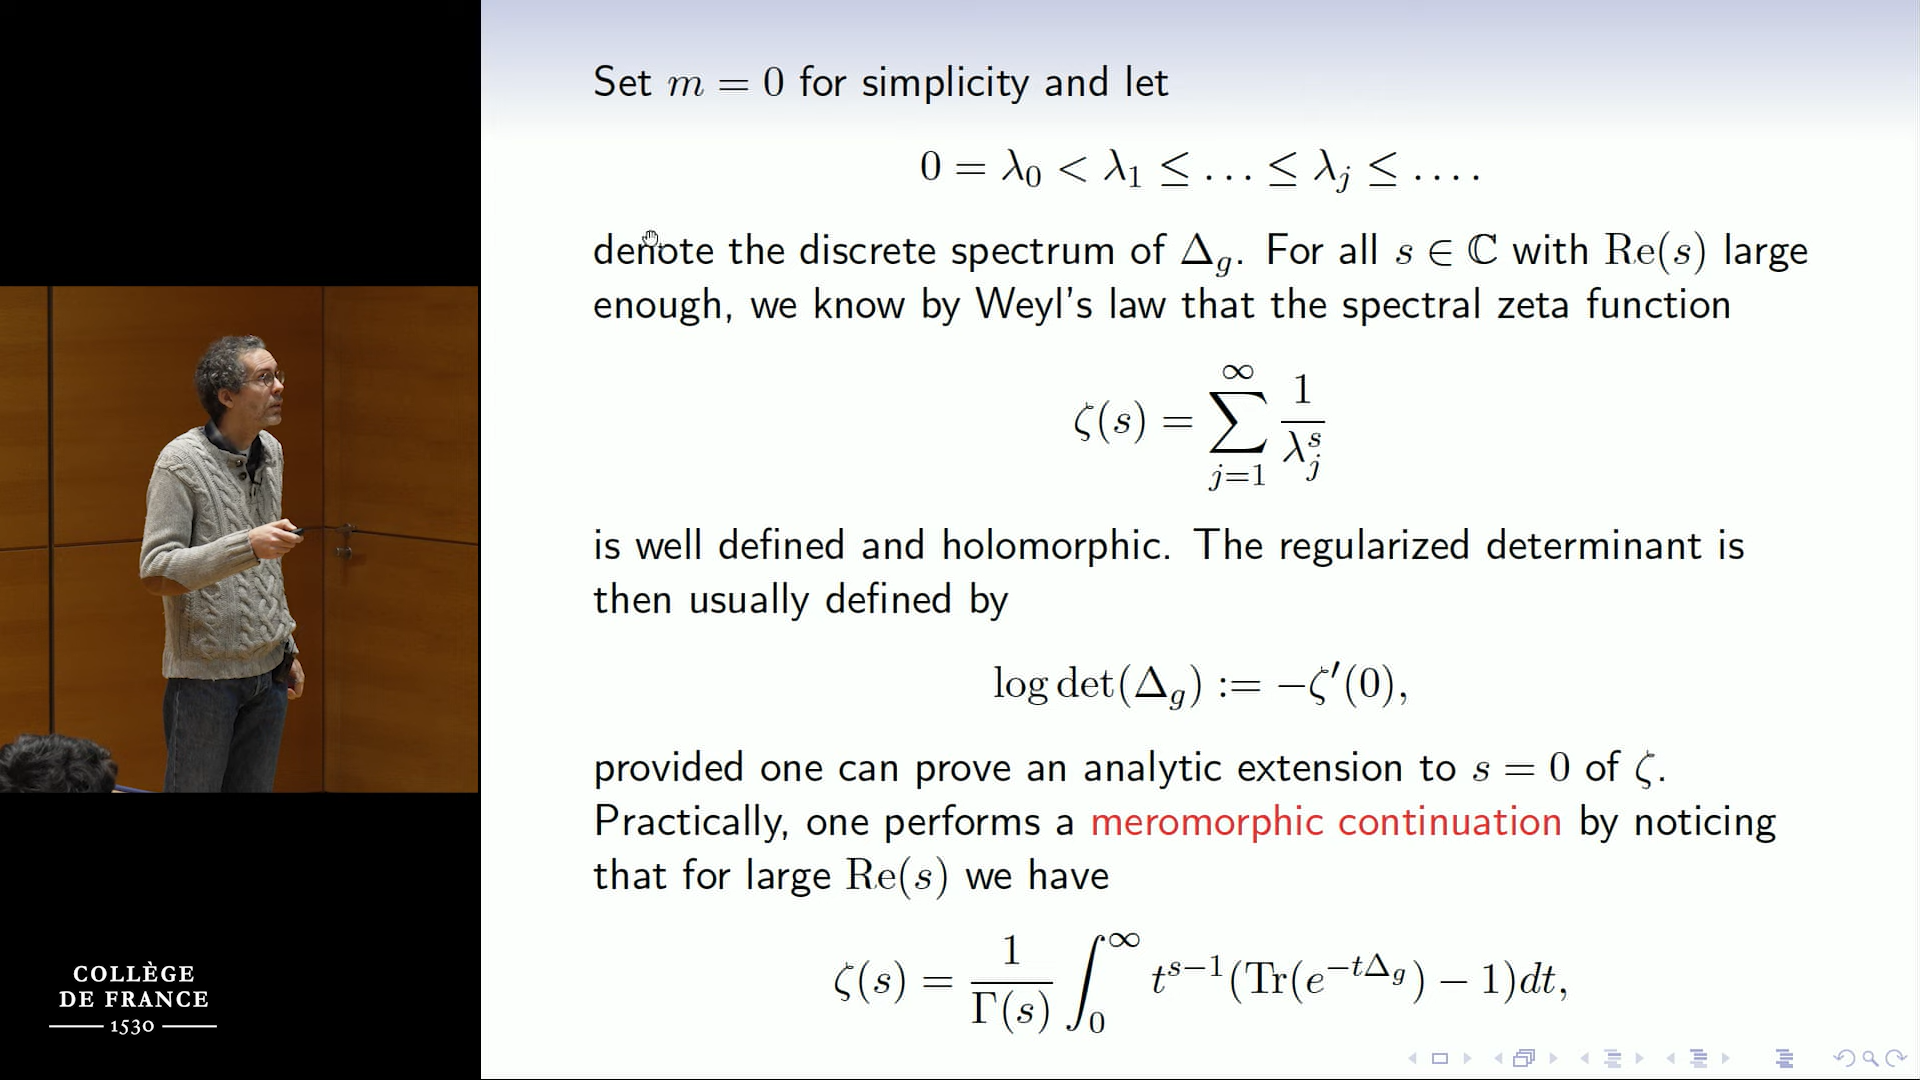 Set m = 0 for simplicity and let
0 = λ₀ < λ₁ ≤ . . . ≤ λⱼ ≤ . . . .
denote the discrete spectrum of Δ_g. For all s ∈ ℂ with Re(s) large
enough, we know by Weyl's law that the spectral zeta function
ζ(s) = ∑_{j=1}^{∞} 1/λ_j^s
is well defined and holomorphic. The regularized determinant is
then usually defined by
log det(Δ_g) := −ζ′(0),
provided one can prove an analytic extension to s = 0 of ζ.
Practically, one performs a meromorphic continuation by noticing
that for large Re(s) we have
ζ(s) = 1/Γ(s) ∫_0^∞ t^{s−1}(Tr(e^{−tΔ_g}) − 1)dt,
COLLÈGE
DE FRANCE
1530